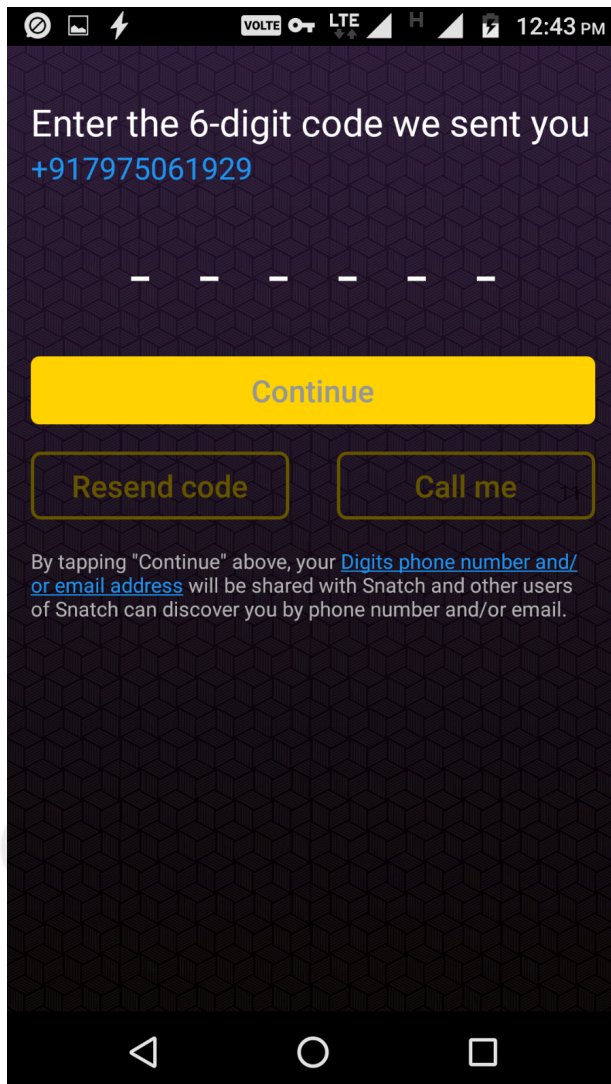 VOLTE LTE H 12:43 PM
Enter the 6-digit code we sent you
+917975061929
Continue
Resend code Call me 11
By tapping "Continue" above, your Digits phone number and/
or email address will be shared with Snatch and other users
of Snatch can discover you by phone number and/or email.